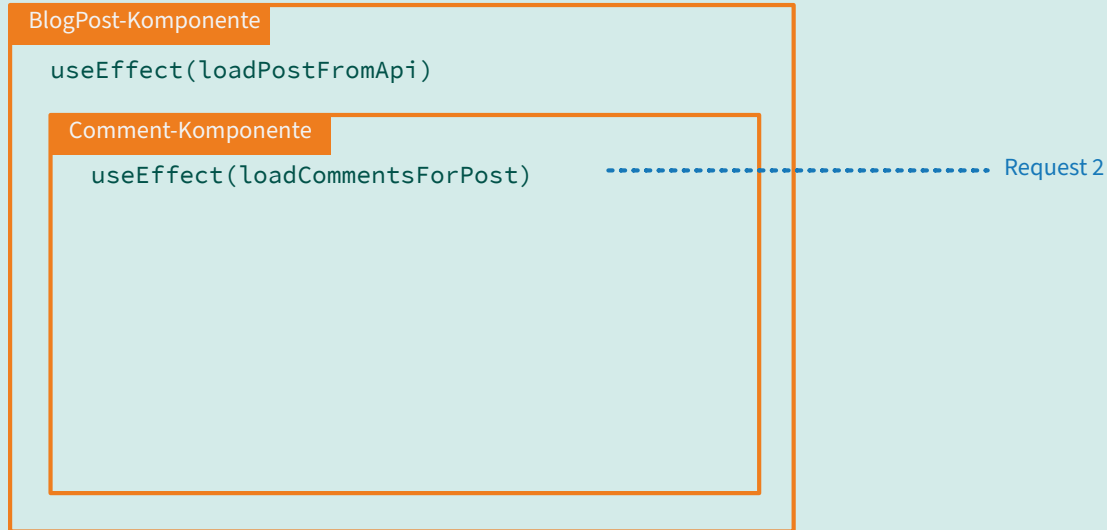 BlogPost-Komponente
useEffect(loadPostFromApi)
Comment-Komponente
useEffect(loadCommentsForPost)
Request 2